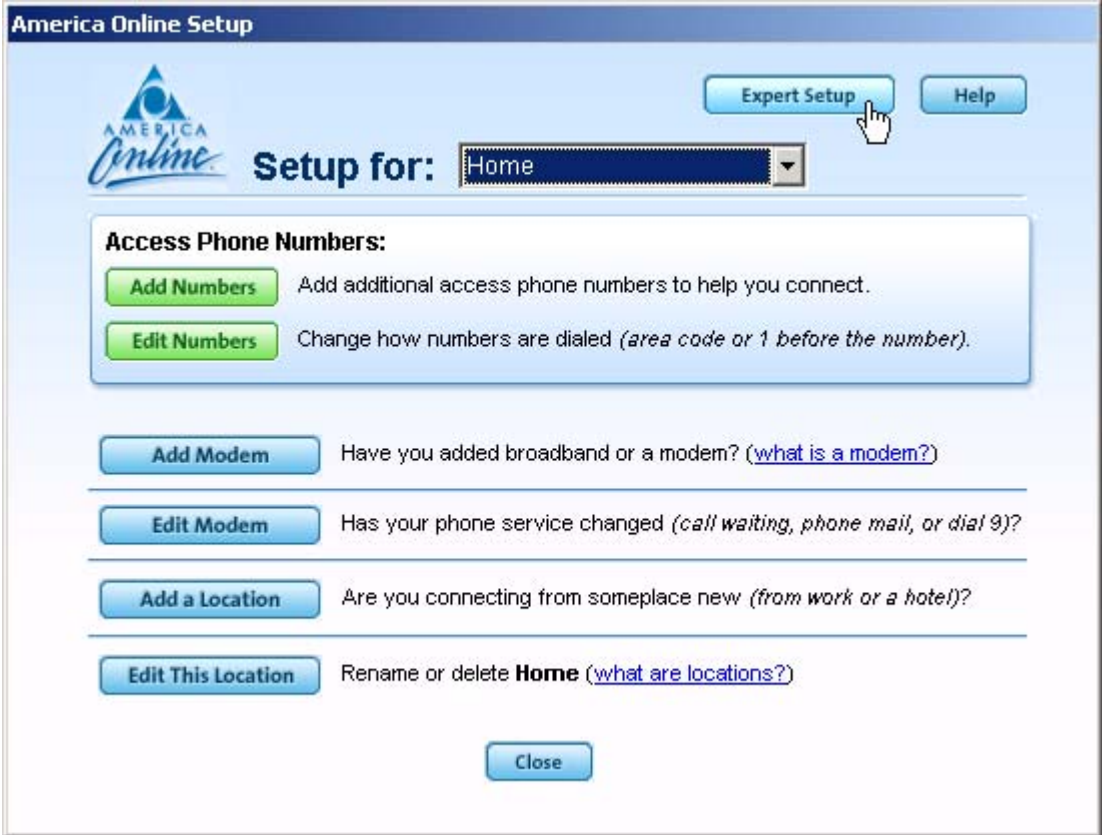 America Online Setup
Expert Setup
Help
AMERICA
Online
Setup for:
Home
Access Phone Numbers:
Add Numbers
Add additional access phone numbers to help you connect.
Edit Numbers
Change how numbers are dialed (area code or 1 before the number).
Add Modem
Have you added broadband or a modem? (what is a modem?)
Edit Modem
Has your phone service changed (call waiting, phone mail, or dial 9)?
Add a Location
Are you connecting from someplace new (from work or a hotel)?
Edit This Location
Rename or delete Home (what are locations?)
Close